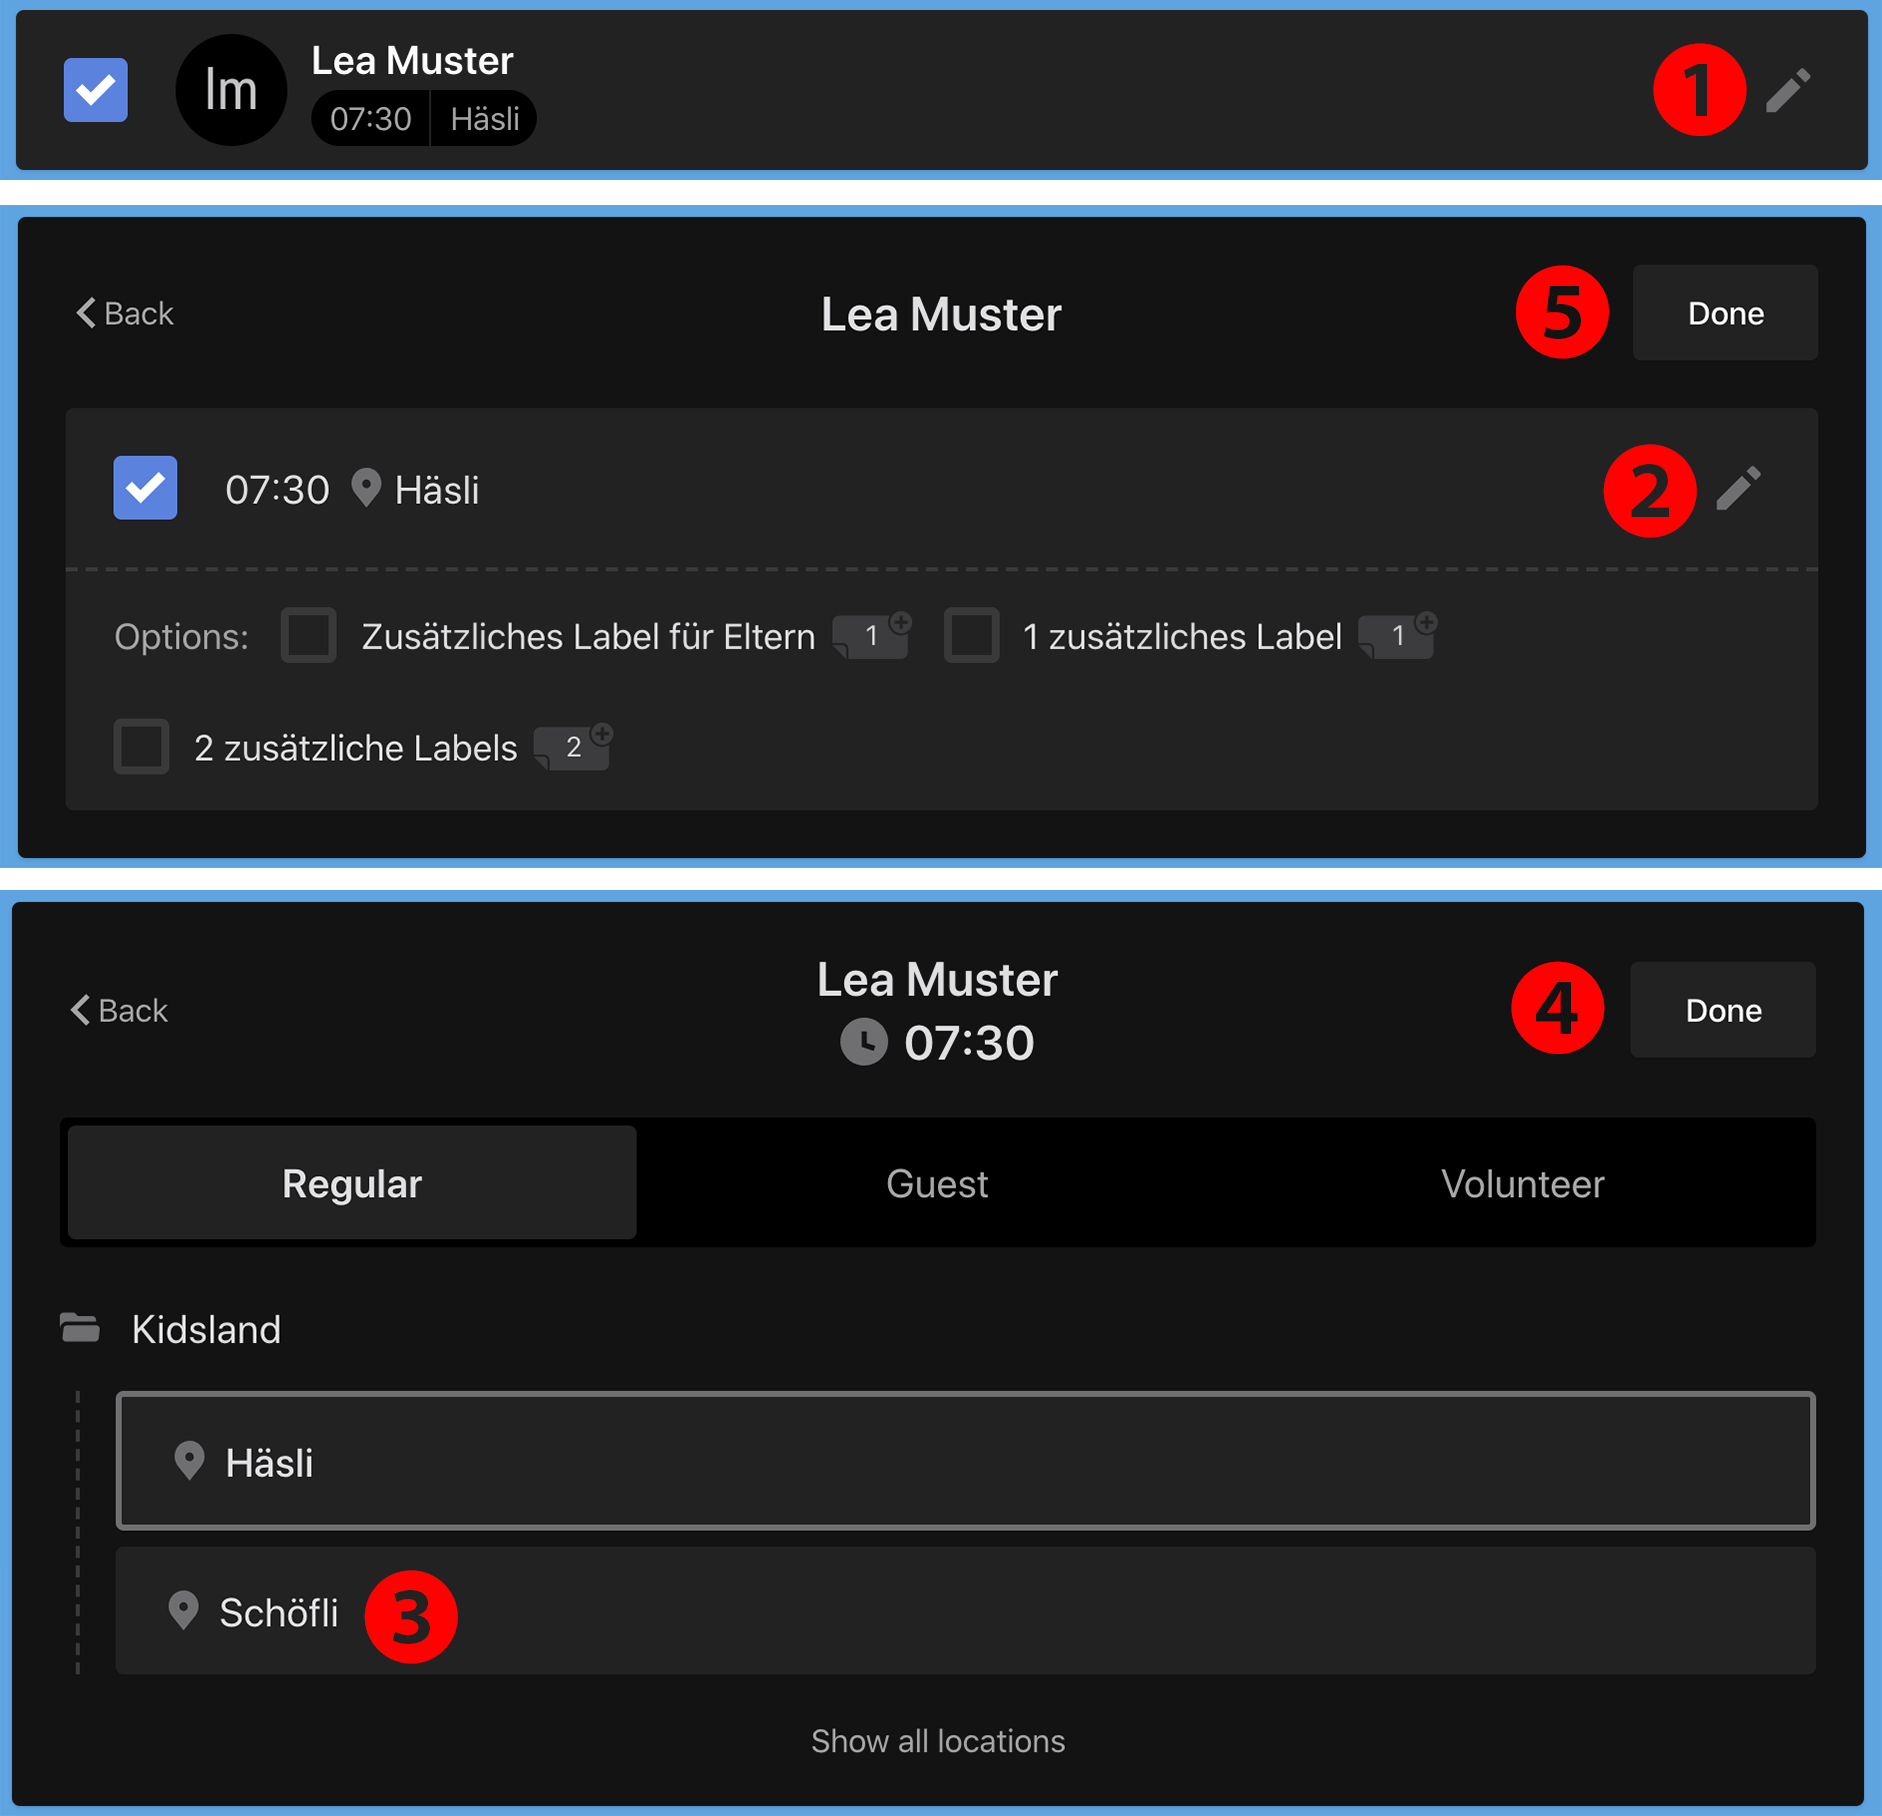 lm
Lea Muster
07:30 Häsli
1
Back
Lea Muster
5
Done
07:30 Häsli
2
Options: Zusätzliches Label für Eltern 1 1 zusätzliches Label 1
2 zusätzliche Labels 2
Back
Lea Muster
07:30
4
Done
Regular Guest Volunteer
Kidsland
Häsli
Schöfli 3
Show all locations